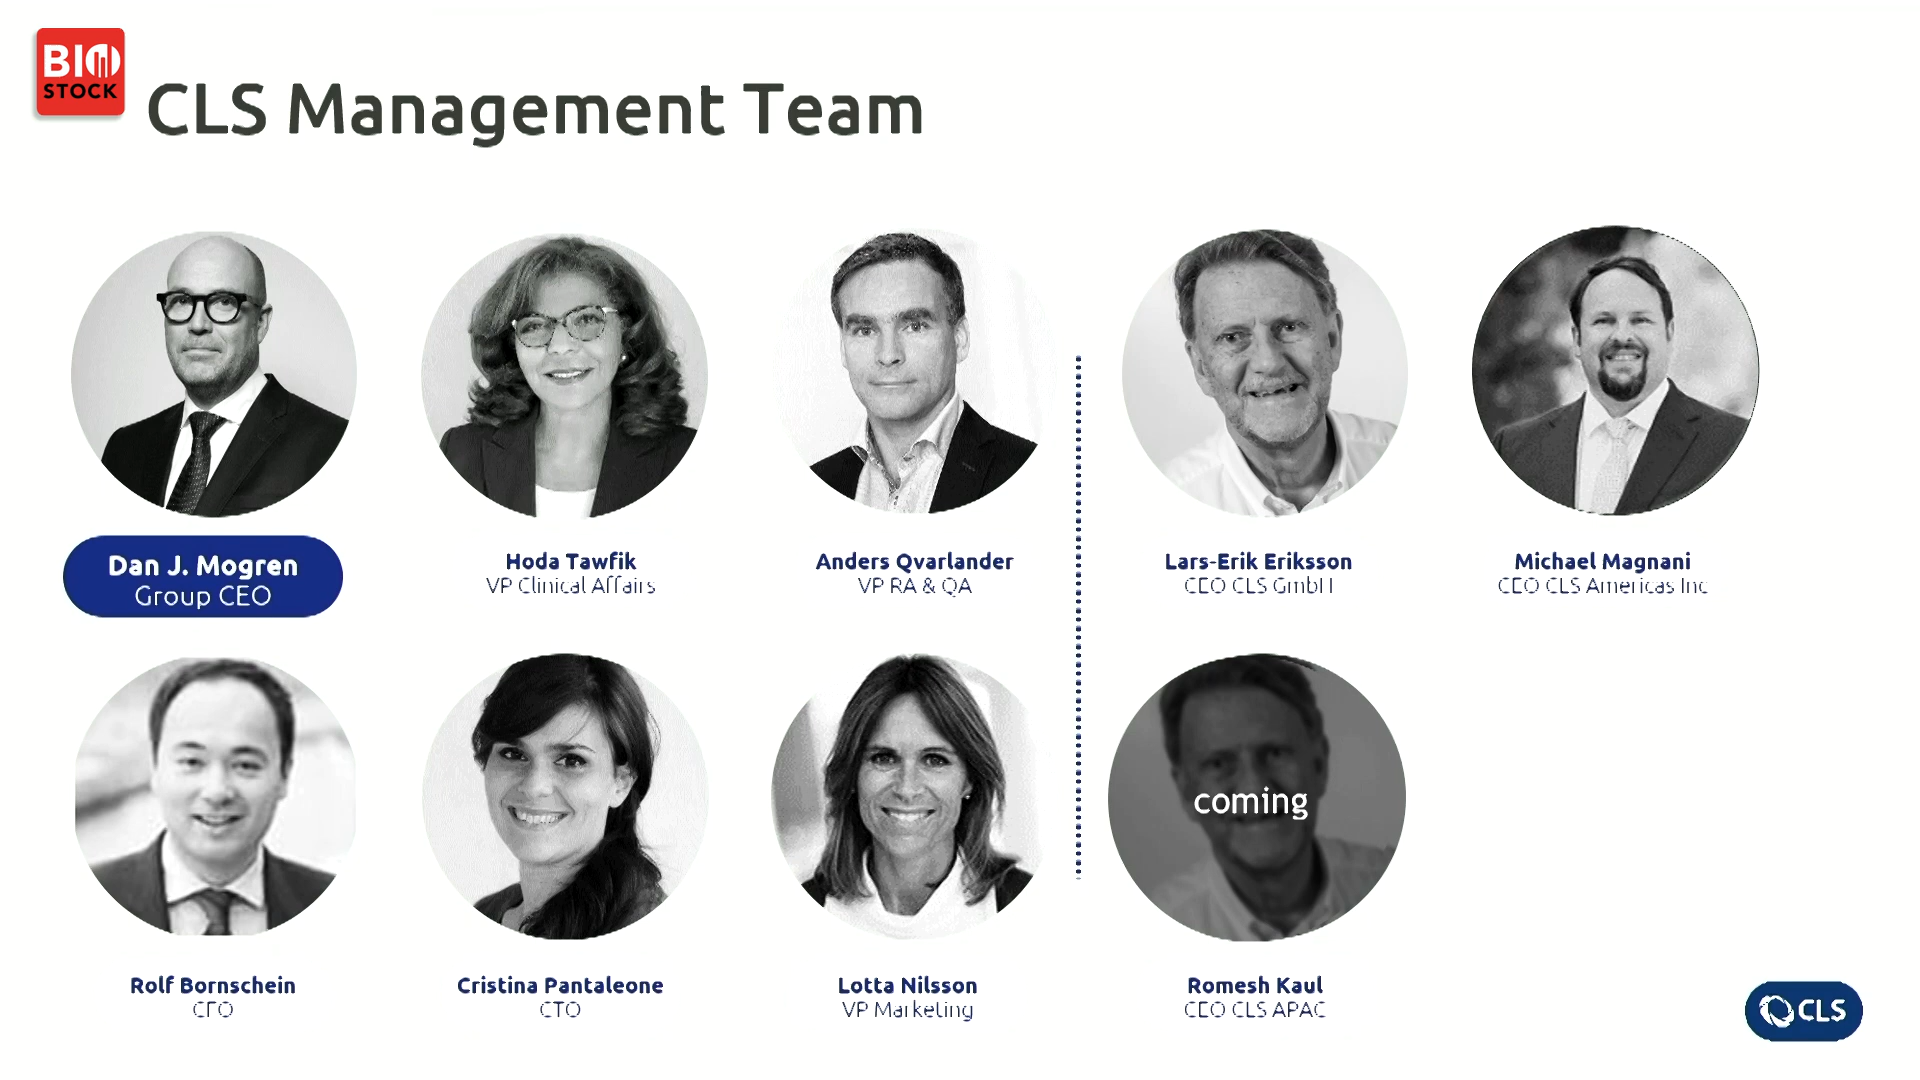 BIO
STOCK
CLS Management Team
Dan J. Mogren
Group CEO
Hoda Tawfik
VP Clinical Affairs
Anders Qvarlander
VP RA & QA
Lars-Erik Eriksson
CEO CLS GmbH
Michael Magnani
CEO CLS Americas Inc
Rolf Bornschein
CFO
Cristina Pantaleone
CTO
Lotta Nilsson
VP Marketing
coming
Romesh Kaul
CEO CLS APAC
CLS